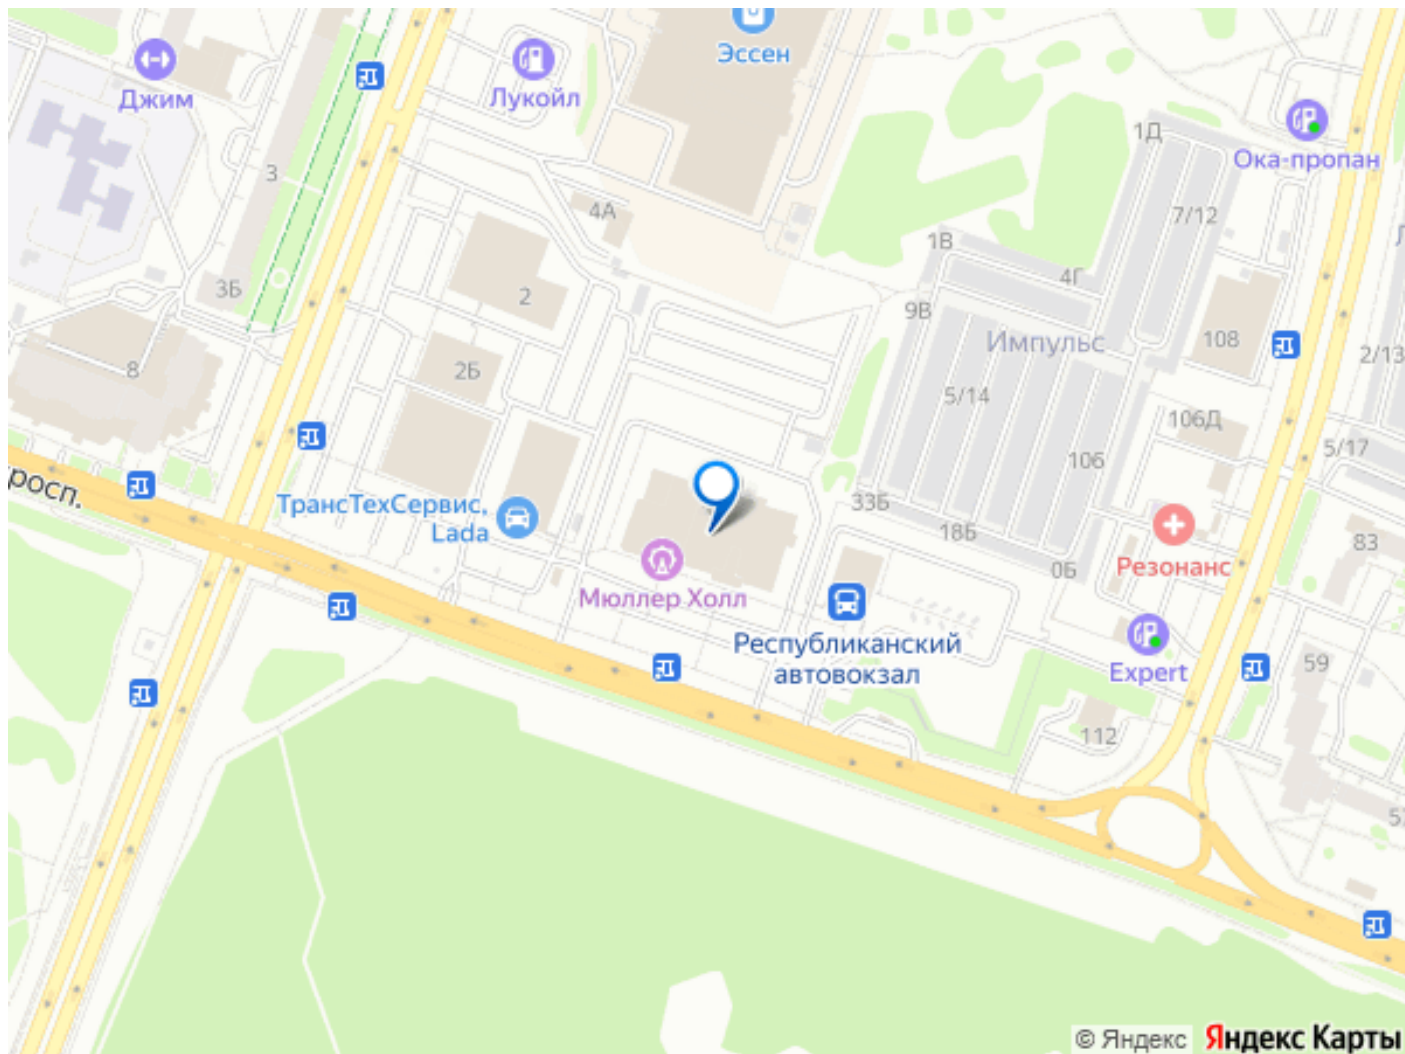 Эссен
Джим
Лукойл
1Д
Ока-пропан
3
4А
7/12
1В
4Г
3Б
2
9В
Импульс
108
2/13
8
2Б
5/14
106Д
5/17
106
росп.
ТрансТехСервис,
Lada
33Б
18Б
0Б
83
Резонанс
Мюллер Холл
Республиканский
автовокзал
59
Expert
112
© Яндекс
Яндекс Карты